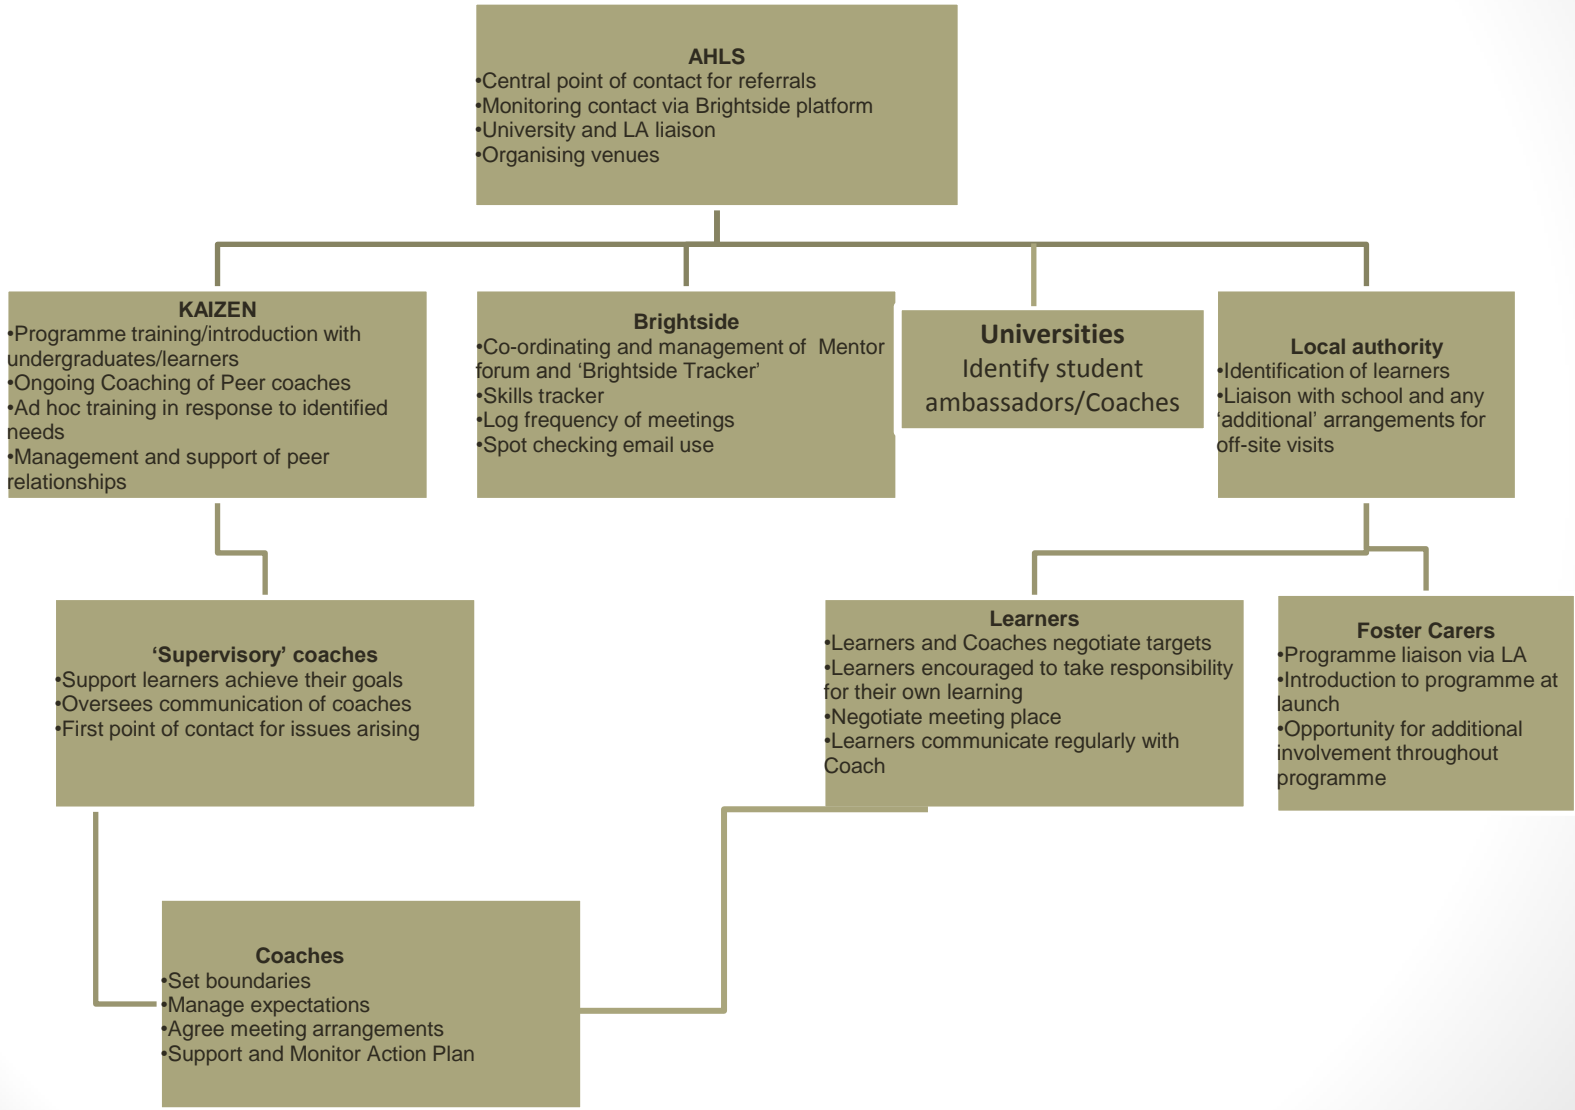 AHLS
•Central point of contact for referrals
•Monitoring contact via Brightside platform
•University and LA liaison
•Organising venues
KAIZEN
•Programme training/introduction with
undergraduates/learners
•Ongoing Coaching of Peer coaches
•Ad hoc training in response to identified
needs
•Management and support of peer
relationships
Brightside
•Co-ordinating and management of  Mentor
forum and ‘Brightside Tracker’
•Skills tracker
•Log frequency of meetings
•Spot checking email use
Universities
Identify student
ambassadors/Coaches
Local authority
•Identification of learners
•Liaison with school and any
‘additional’ arrangements for
off-site visits
‘Supervisory’ coaches
•Support learners achieve their goals
•Oversees communication of coaches
•First point of contact for issues arising
Learners
•Learners and Coaches negotiate targets
•Learners encouraged to take responsibility
for their own learning
•Negotiate meeting place
•Learners communicate regularly with
Coach
Foster Carers
•Programme liaison via LA
•Introduction to programme at
launch
•Opportunity for additional
involvement throughout
programme
Coaches
•Set boundaries
•Manage expectations
•Agree meeting arrangements
•Support and Monitor Action Plan